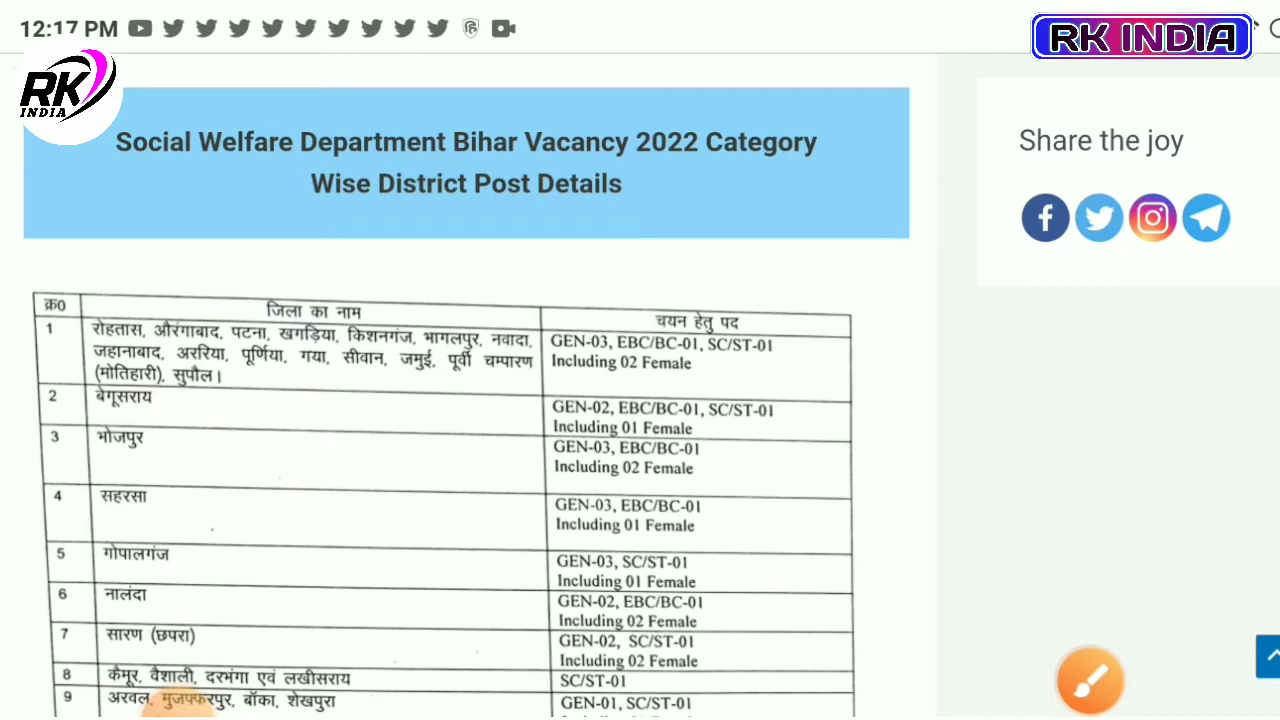 12:17 PM
RK INDIA
RK
INDIA
Social Welfare Department Bihar Vacancy 2022 Category
Wise District Post Details
Share the joy
क्र0 जिला का नाम चयन हेतु पद
1 रोहतास, औरंगाबाद, पटना, खगड़िया, किशनगंज, भागलपुर, नवादा, GEN-03, EBC/BC-01, SC/ST-01
जहानाबाद, अररिया, पूर्णिया, गया, सीवान, जमुई, पूर्वी चम्पारण Including 02 Female
(मोतिहारी), सुपौल।
2 बेगूसराय GEN-02, EBC/BC-01, SC/ST-01
Including 01 Female
3 भोजपुर GEN-03, EBC/BC-01
Including 02 Female
4 सहरसा GEN-03, EBC/BC-01
Including 01 Female
5 गोपालगंज GEN-03, SC/ST-01
Including 01 Female
6 नालंदा GEN-02, EBC/BC-01
Including 02 Female
7 सारण (छपरा) GEN-02, SC/ST-01
Including 02 Female
8 कैमूर, वैशाली, दरभंगा एवं लखीसराय SC/ST-01
9 अरवल, मुजफ्फरपुर, बाँका, शेखपुरा GEN-01, SC/ST-01